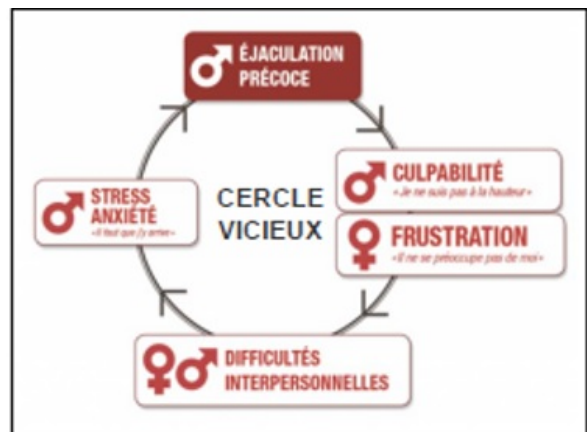 ÉJACULATION
PRÉCOCE
CULPABILITÉ
«Je ne suis pas à la hauteur»
FRUSTRATION
«Il ne se préoccupe pas de moi»
DIFFICULTÉS
INTERPERSONNELLES
STRESS
ANXIÉTÉ
«Il faut que j'y arrive»
CERCLE
VICIEUX